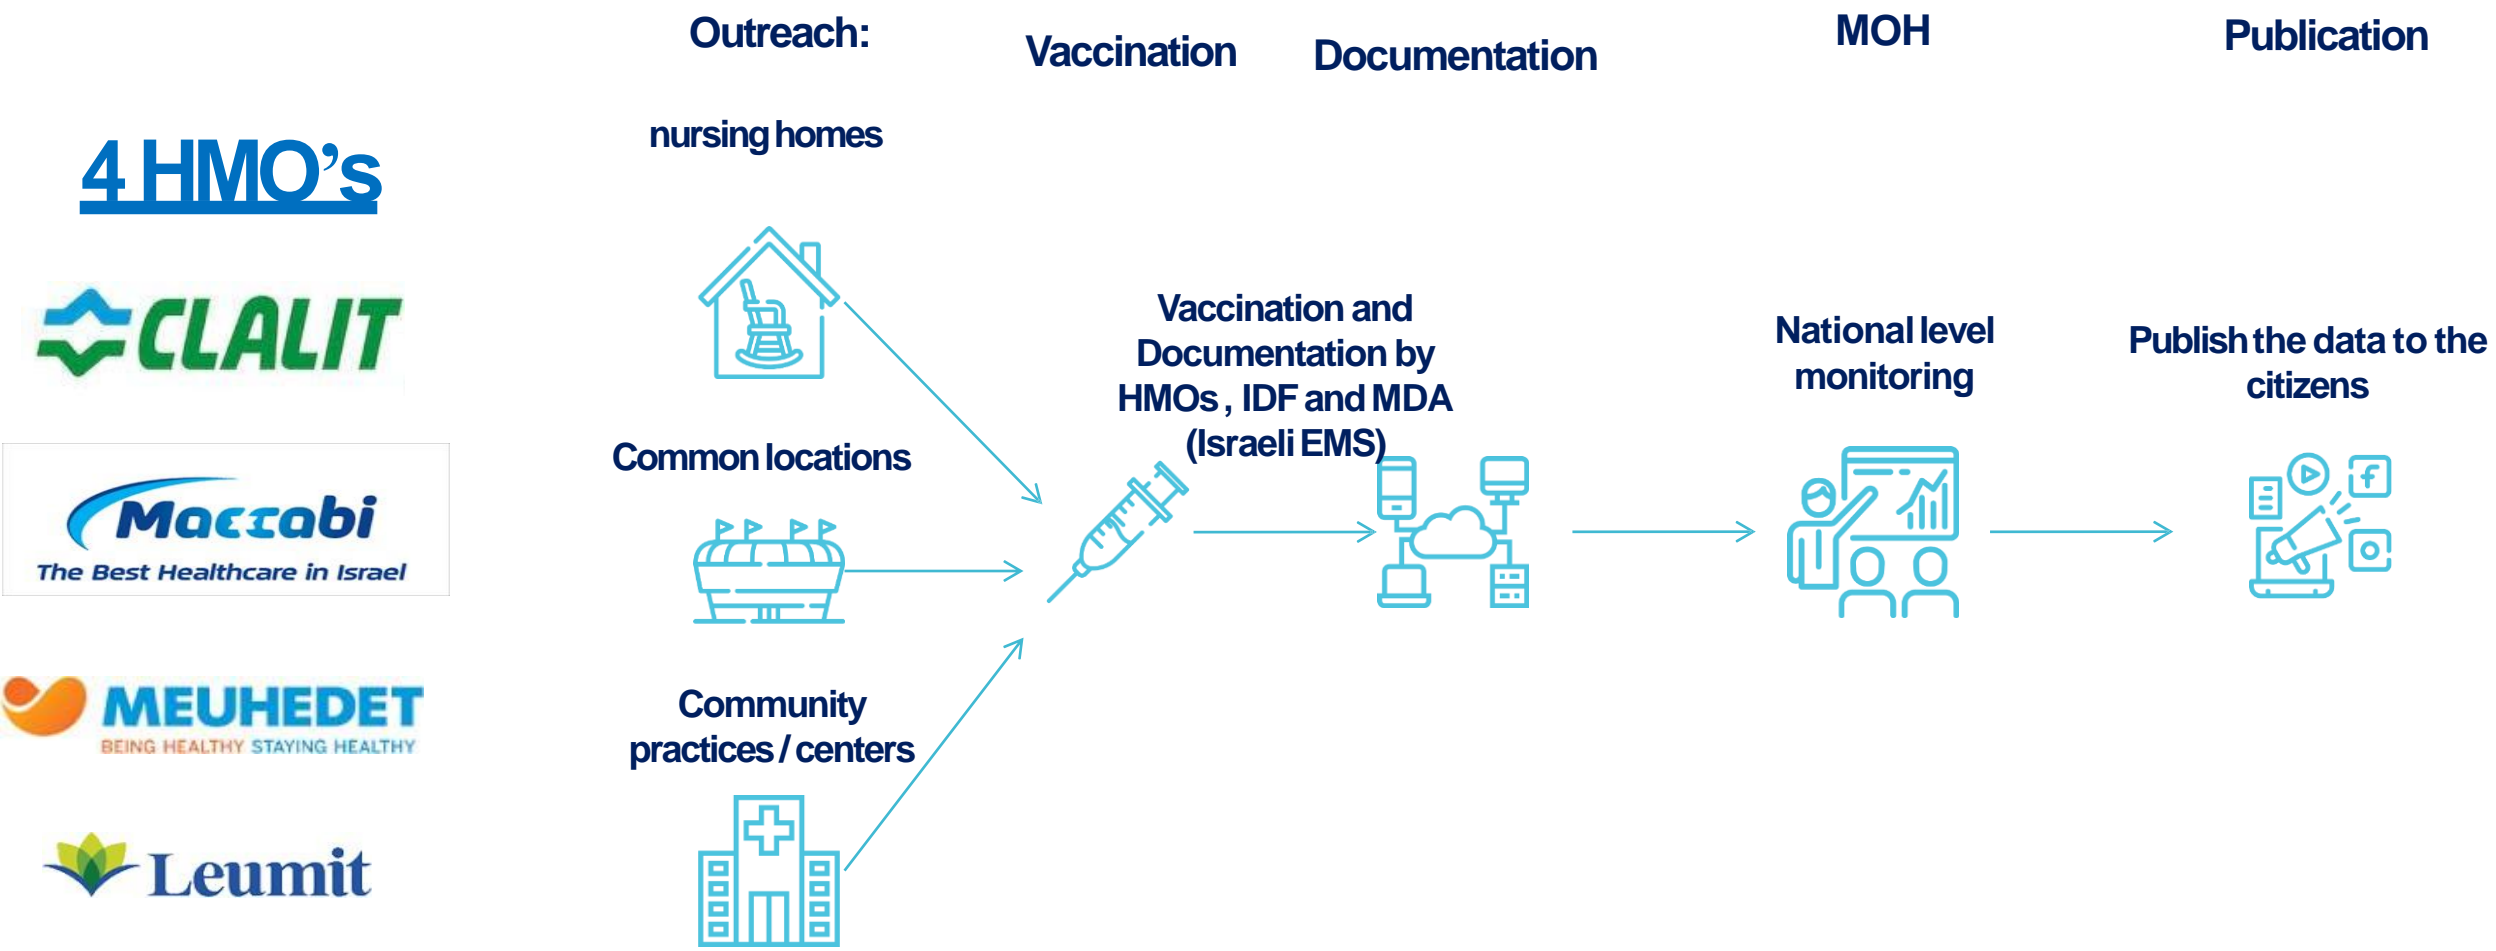 4 HMO’s
CLALIT
Maccabi
The Best Healthcare in Israel
MEUHEDET
BEING HEALTHY STAYING HEALTHY
Leumit
Outreach:
nursing homes
Common locations
Community
practices / centers
Vaccination
Documentation
Vaccination and
Documentation by
HMOs , IDF and MDA
(Israeli EMS)
MOH
National level
monitoring
Publication
Publish the data to the
citizens
f